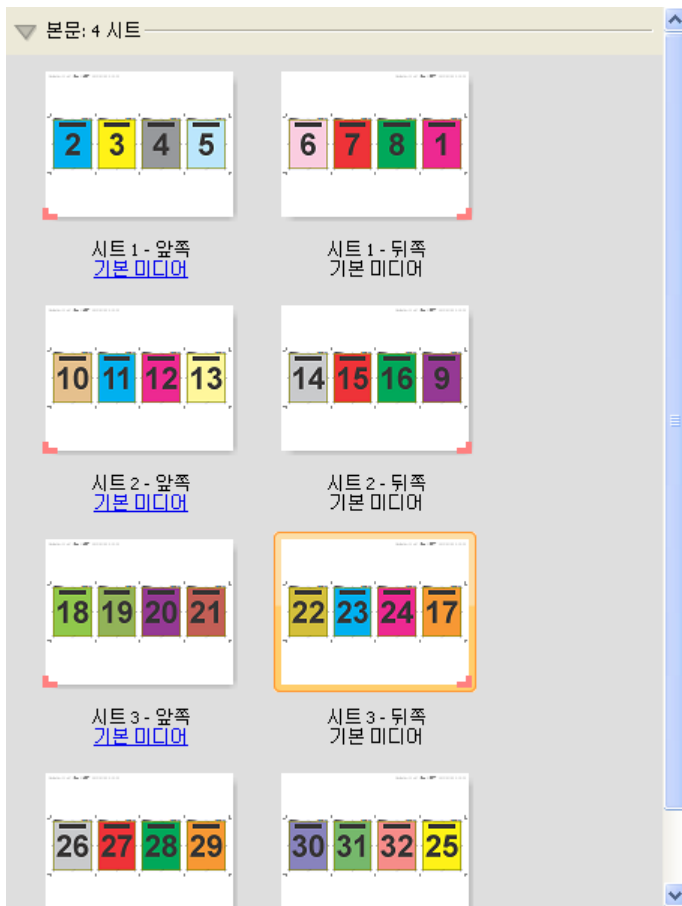 본문: 4 시트
2 3 4 5
6 7 8 1
시트 1 - 앞쪽
기본 미디어
시트 1 - 뒤쪽
기본 미디어
10 11 12 13
14 15 16 9
시트 2 - 앞쪽
기본 미디어
시트 2 - 뒤쪽
기본 미디어
18 19 20 21
22 23 24 17
시트 3 - 앞쪽
기본 미디어
시트 3 - 뒤쪽
기본 미디어
26 27 28 29
30 31 32 25